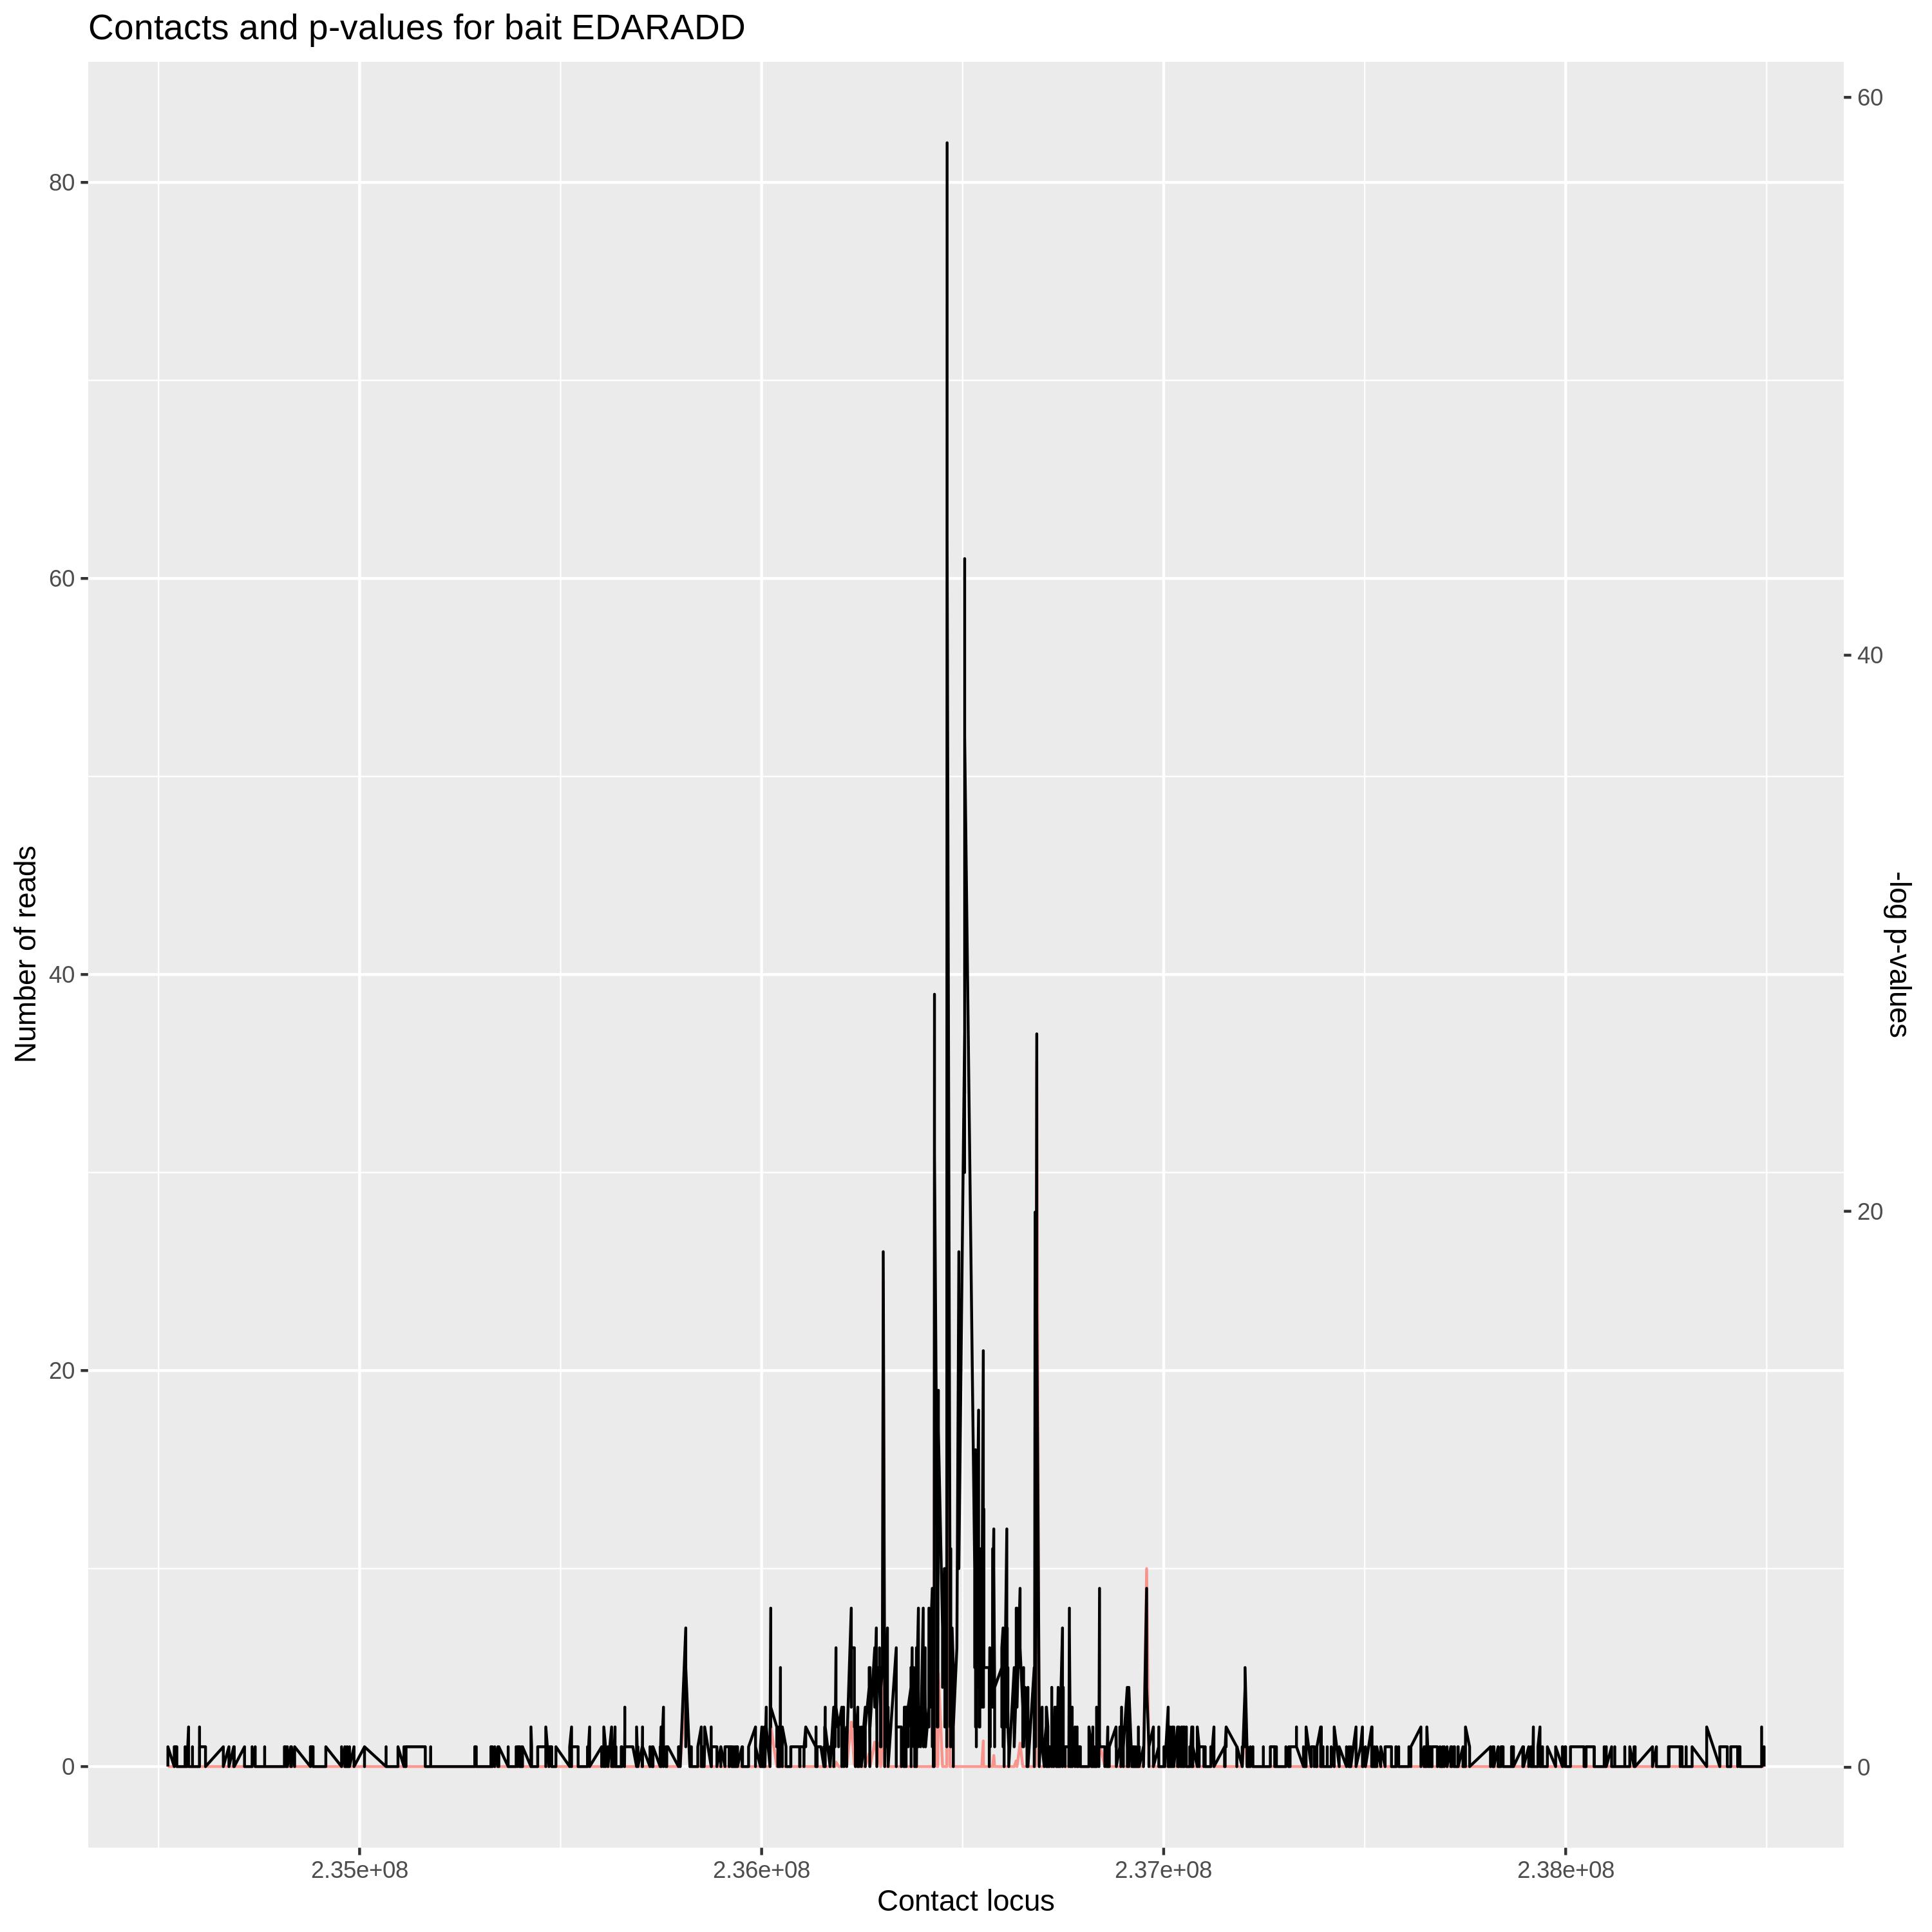 Contacts and p-values for bait EDARADD
Number of reads
80
60
40
20
0
60
40
20
0
-log p-values
2.35e+08
2.36e+08
2.37e+08
2.38e+08
Contact locus